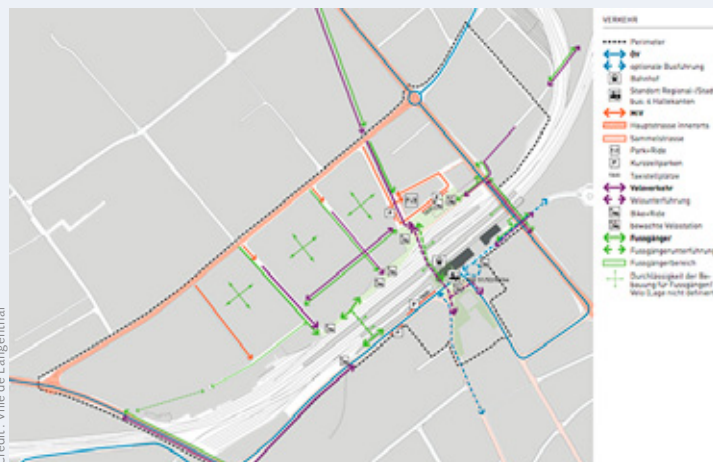 VERKEHR
Perimeter
ÖV
optionale Busführung
Bahnhof
Standort Regional-/Stadt
bus: 6 Haltekanten
MIV
Hauptstrasse innerorts
Sammelstrasse
Park+Ride
Kurzzeitparken
Taxistellplätze
Veloverkehr
Velounterführung
Bike+Ride
bewachte Velostation
Fussgänger
Fussgängerunterführung
Fussgängerbereich
Durchlässigkeit der Be-
bauung für Fussgänger/
Velo (Lage nicht definiert
Crédit : Ville de Langenthal
P+R
P
P